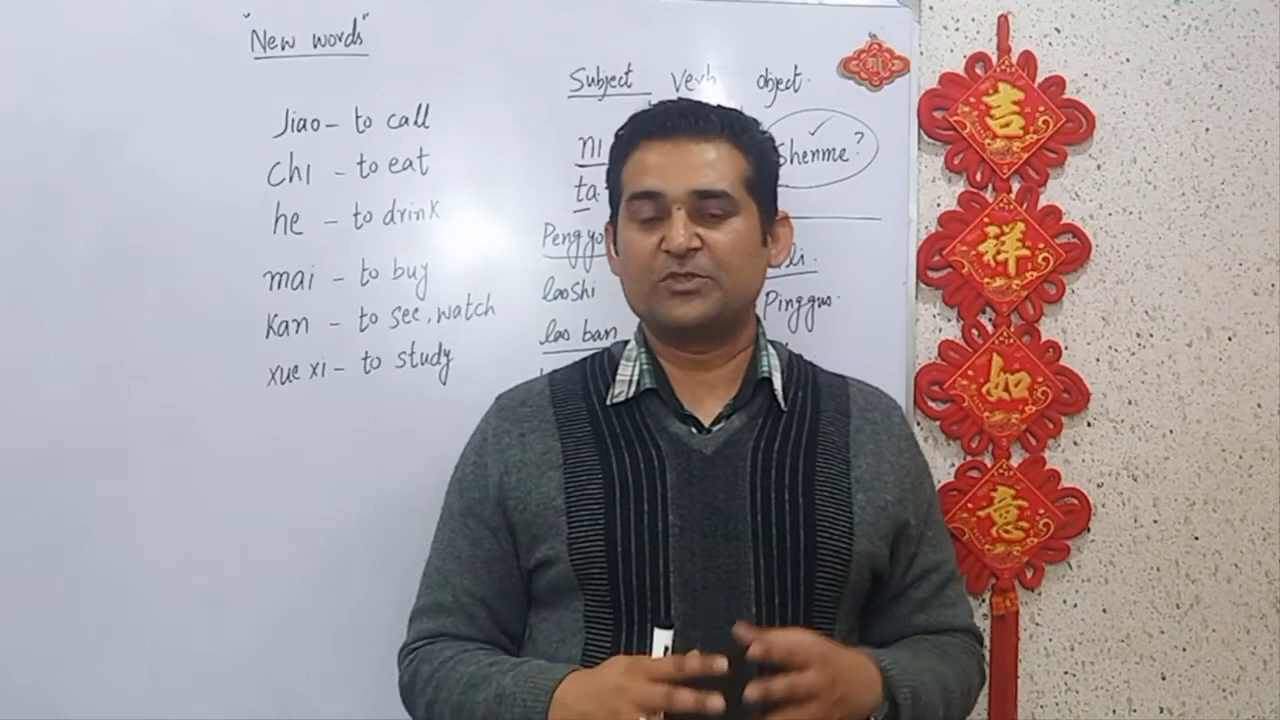 "New words"
Jiao – to call
chi – to eat
he – to drink
mai – to buy
Kan – to see, watch
xue xi – to study
Subject Verb object.
ni Shenme?
ta
Pengyo li.
laoshi Pingguo.
lao ban
吉
祥
如
意